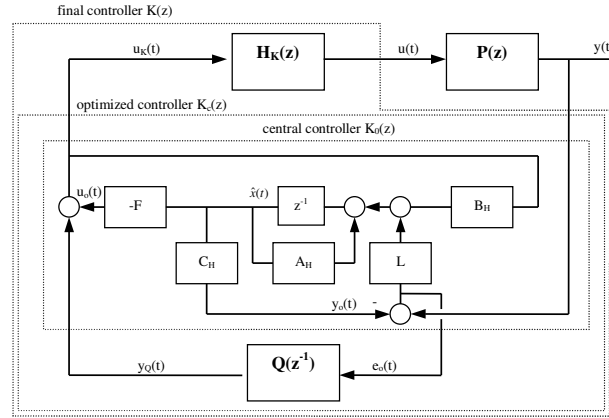 final controller K(z)
u_K(t)
H_K(z)
u(t)
P(z)
y(t
optimized controller K_c(z)
central controller K_0(z)
u_o(t)
-F
x̂(t)
z^-1
B_H
C_H
A_H
L
y_o(t)
-
y_Q(t)
Q(z^-1)
e_o(t)